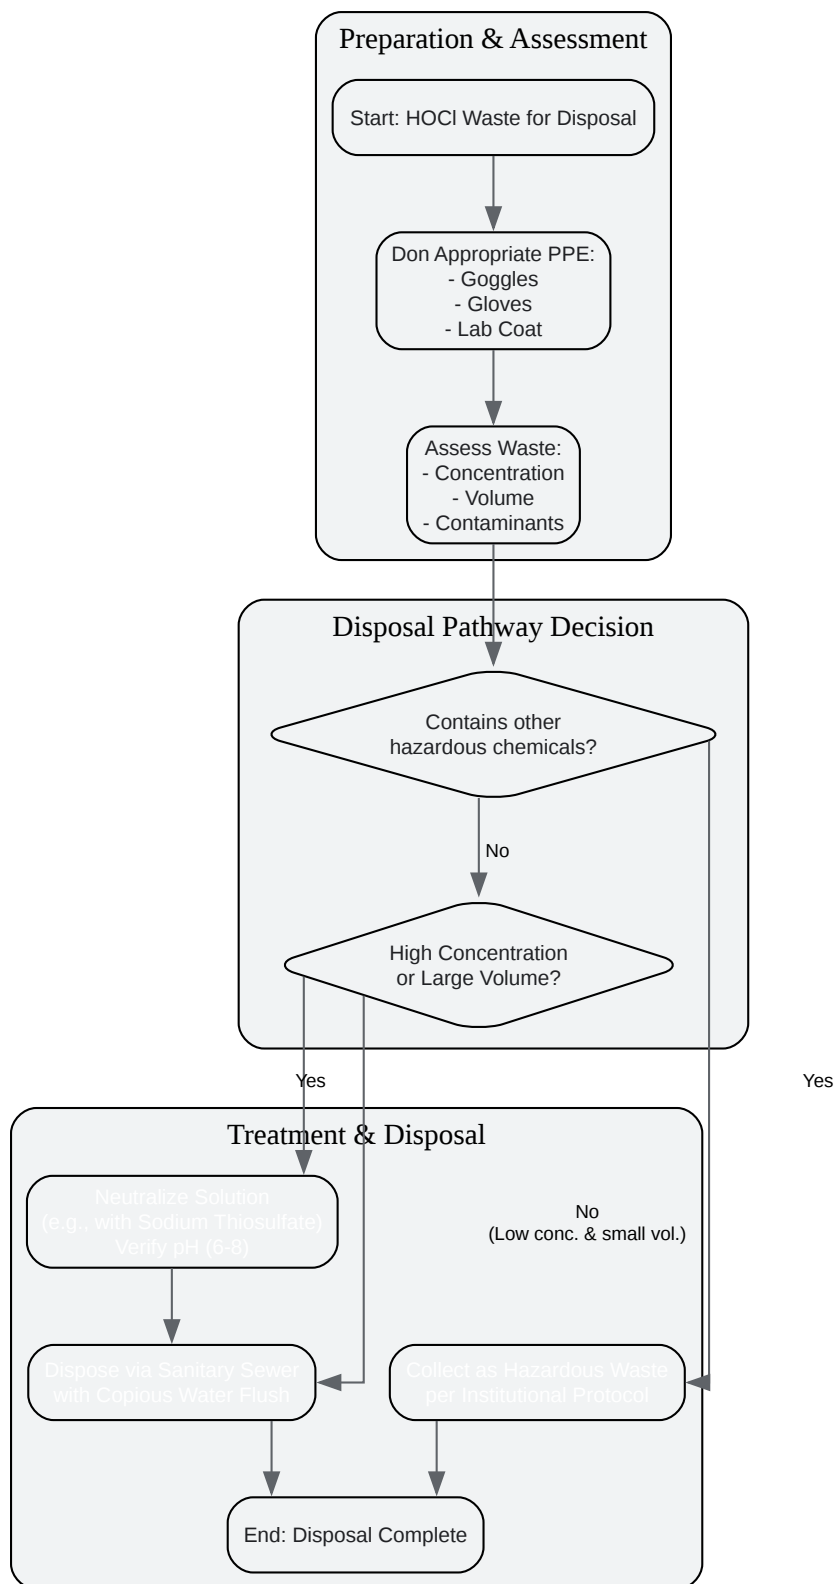 Preparation & Assessment
Start: HOCl Waste for Disposal
Don Appropriate PPE:
- Goggles
- Gloves
- Lab Coat
Assess Waste:
- Concentration
- Volume
- Contaminants
Disposal Pathway Decision
Contains other
hazardous chemicals?
No
High Concentration
or Large Volume?
Yes
Yes
Treatment & Disposal
Neutralize Solution
(e.g., with Sodium Thiosulfate)
Verify pH (6-8)
No
(Low conc. & small vol.)
Dispose via Sanitary Sewer
with Copious Water Flush
Collect as Hazardous Waste
per Institutional Protocol
End: Disposal Complete